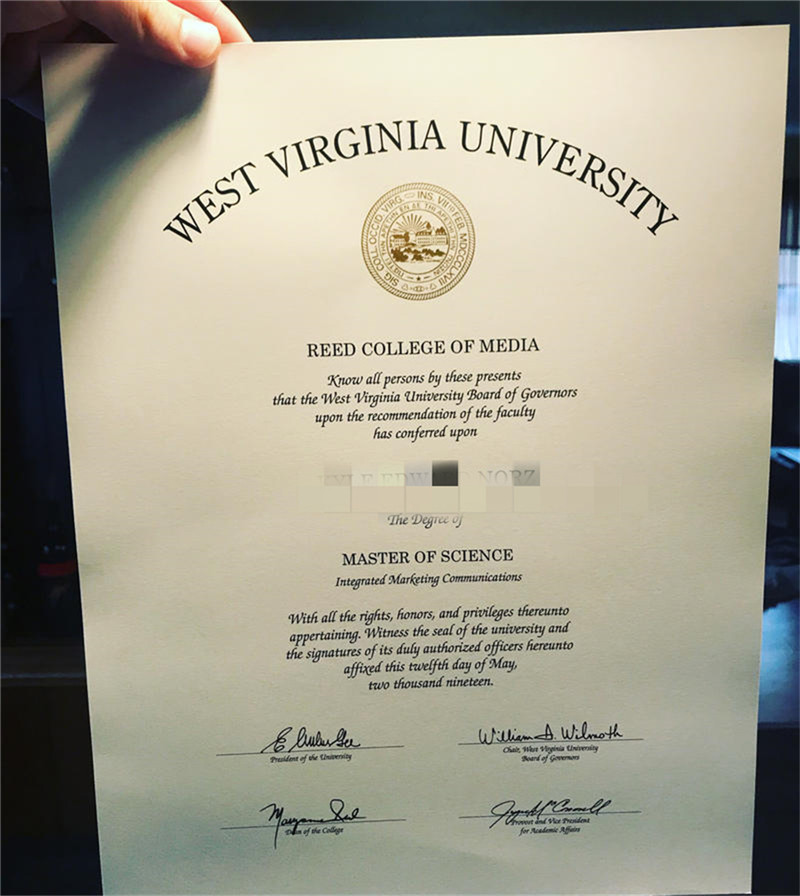 WEST VIRGINIA UNIVERSITY
REED COLLEGE OF MEDIA
Know all persons by these presents
that the West Virginia University Board of Governors
upon the recommendation of the faculty
has conferred upon
The Degree of
MASTER OF SCIENCE
Integrated Marketing Communications
With all the rights, honors, and privileges thereunto
appertaining. Witness the seal of the university and
the signatures of its duly authorized officers hereunto
affixed this twelfth day of May,
two thousand nineteen.
William D. Wilmoth
President of the University
Chair, West Virginia University
Board of Governors
Dean of the College
Provost and Vice President
for Academic Affairs